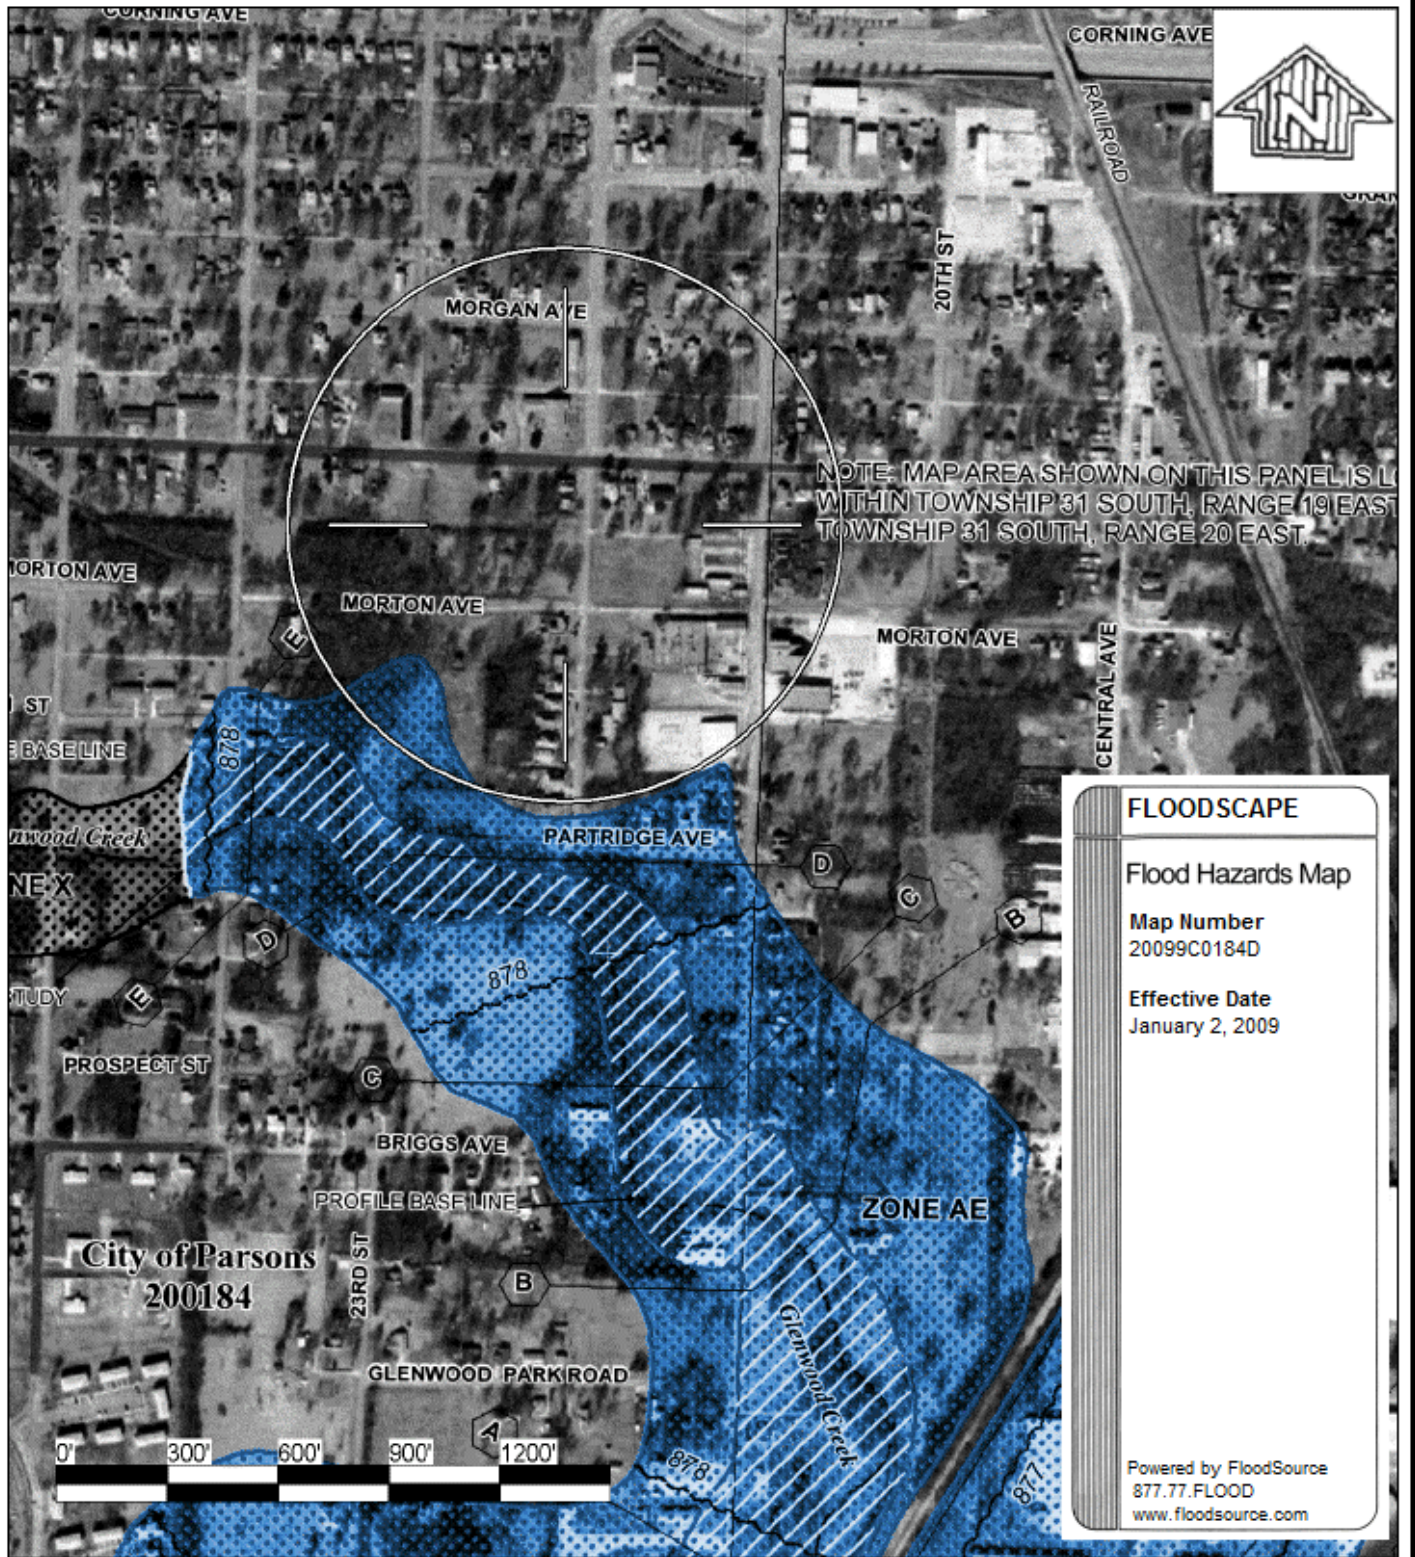 CORNING AVE
CORNING AVE
N
RAILROAD
20TH ST
MORGAN AVE
NOTE: MAP AREA SHOWN ON THIS PANEL IS
WITHIN TOWNSHIP 31 SOUTH, RANGE 19 EAST
TOWNSHIP 31 SOUTH, RANGE 20 EAST.
MORTON AVE
MORTON AVE
MORTON AVE
CENTRAL AVE
E
ST
BASE LINE
878
Creek
PARTRIDGE AVE
D
C
B
D
E
878
PROSPECT ST
C
BRIGGS AVE
PROFILE BASE LINE
ZONE AE
City of Parsons
200184
23RD ST
B
Glenwood Creek
GLENWOOD PARK ROAD
A
0' 300' 600' 900' 1200'
878
877
FLOODSCAPE
Flood Hazards Map
Map Number
20099C0184D
Effective Date
January 2, 2009
Powered by FloodSource
877.77.FLOOD
www.floodsource.com